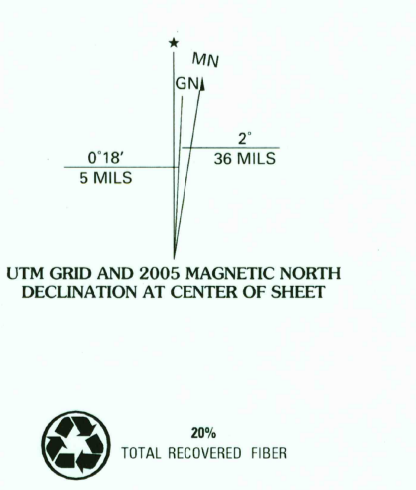 ★
MN
GN
2°
36 MILS
0°18′
5 MILS
UTM GRID AND 2005 MAGNETIC NORTH
DECLINATION AT CENTER OF SHEET
20%
TOTAL RECOVERED FIBER